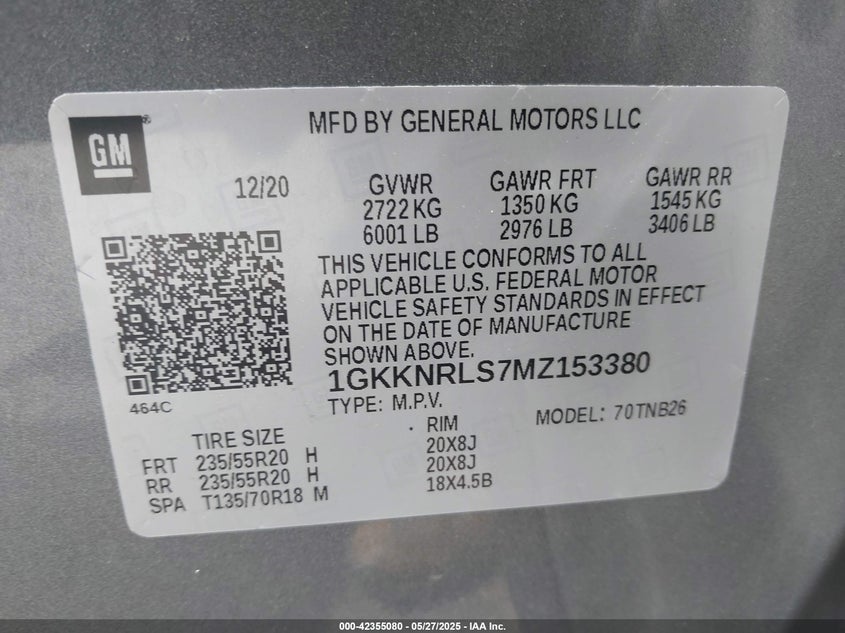 GM®
MFD BY GENERAL MOTORS LLC
12/20
GVWR
2722 KG
6001 LB
GAWR FRT
1350 KG
2976 LB
GAWR RR
1545 KG
3406 LB
THIS VEHICLE CONFORMS TO ALL
APPLICABLE U.S. FEDERAL MOTOR
VEHICLE SAFETY STANDARDS IN EFFECT
ON THE DATE OF MANUFACTURE
SHOWN ABOVE.
1GKKNRLS7MZ153380
464C
TYPE: M.P.V.
MODEL: 70TNB26
TIRE SIZE RIM
FRT 235/55R20 H 20X8J
RR 235/55R20 H 20X8J
SPA T135/70R18 M 18X4.5B
000-42355080 - 05/27/2025 - IAA Inc.